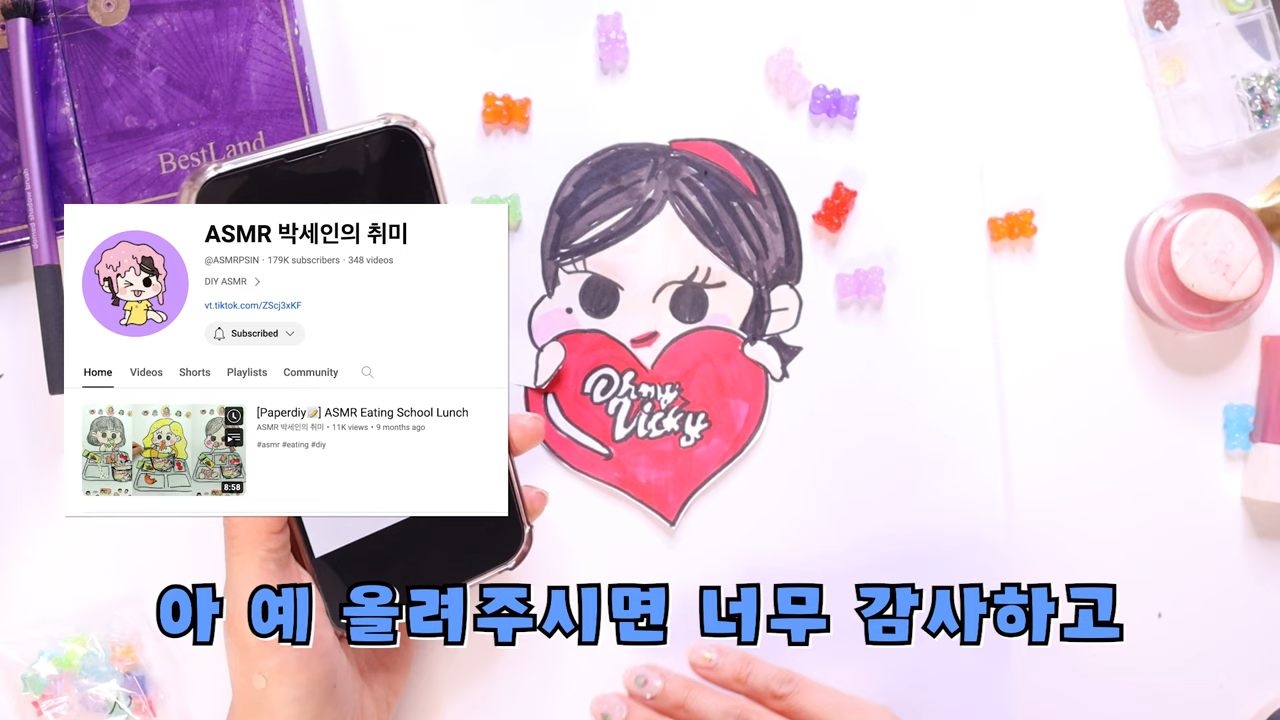 BestLand
ASMR 박세인의 취미
@ASMRPSIN · 179K subscribers · 348 videos
DIY ASMR
vt.tiktok.com/ZScj3xKF
Subscribed
Home Videos Shorts Playlists Community
[Paperdiy📝] ASMR Eating School Lunch
ASMR 박세인의 취미 • 11K views • 9 months ago
#asmr #eating #diy
8:58
Oh my
Vicky
아 예 올려주시면 너무 감사하고